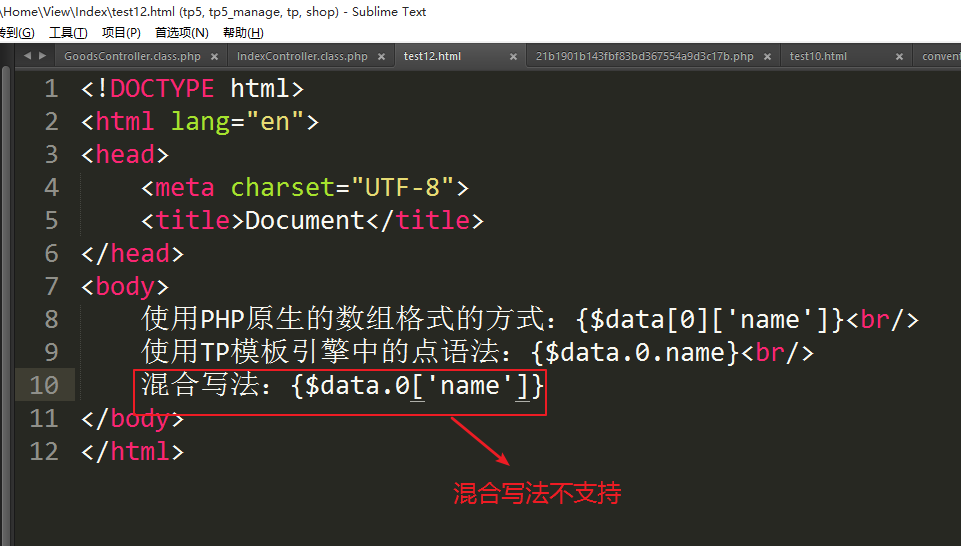 \Home\View\Index\test12.html (tp5, tp5_manage, tp, shop) - Sublime Text
转到(G) 工具(T) 项目(P) 首选项(N) 帮助(H)
GoodsController.class.php × IndexController.class.php × test12.html × 21b1901b143fbf83bd367554a9d3c17b.php × test10.html × convent
1 <!DOCTYPE html>
2 <html lang="en">
3 <head>
4 <meta charset="UTF-8">
5 <title>Document</title>
6 </head>
7 <body>
8 使用PHP原生的数组格式的方式：{$data[0]['name']}<br/>
9 使用TP模板引擎中的点语法：{$data.0.name}<br/>
10 混合写法：{$data.0['name']}
11 </body>
12 </html>
混合写法不支持